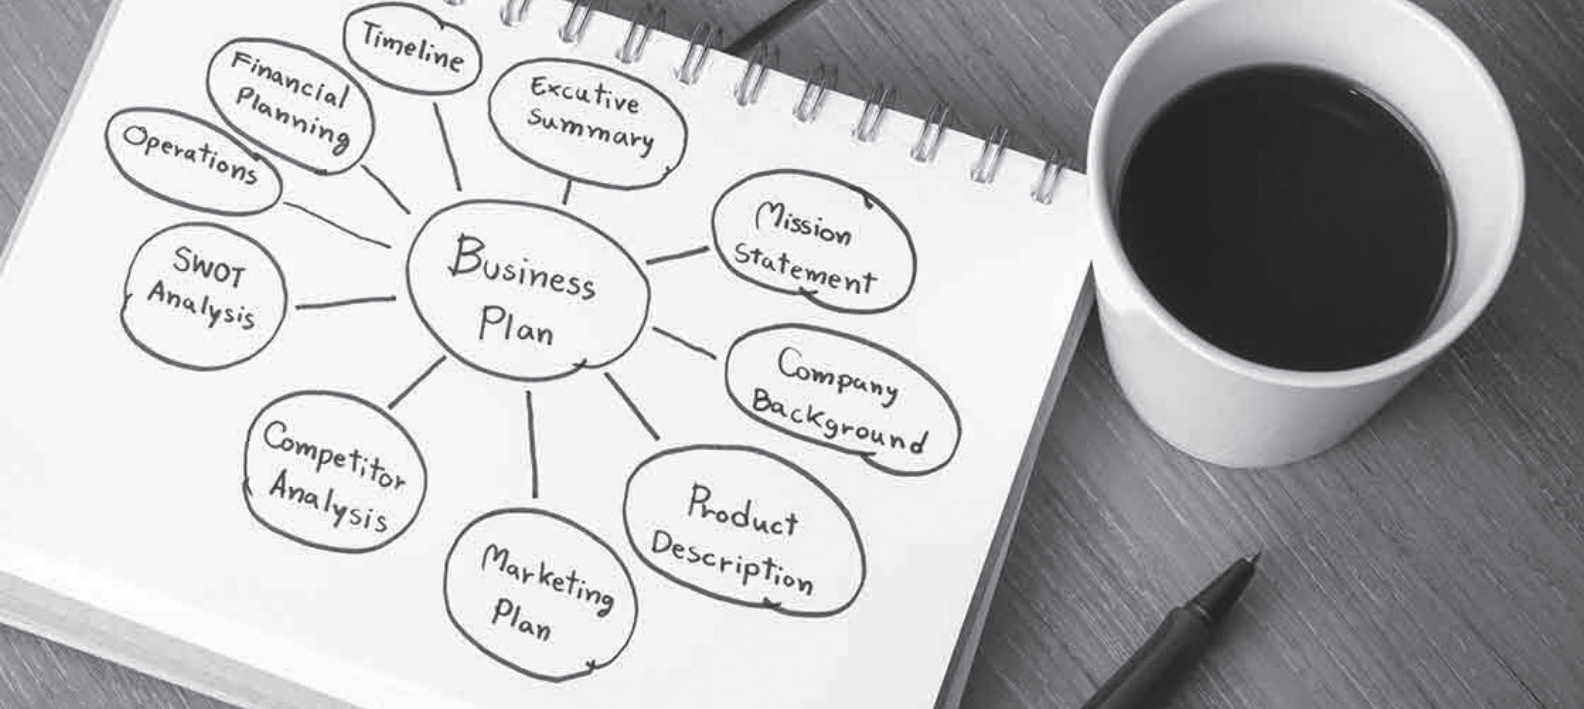 Timeline
Financial
Planning
Operations
SWOT
Analysis
Competitor
Analysis
Marketing
Plan
Product
Description
Company
Background
Mission
Statement
Excutive
Summary
Business
Plan